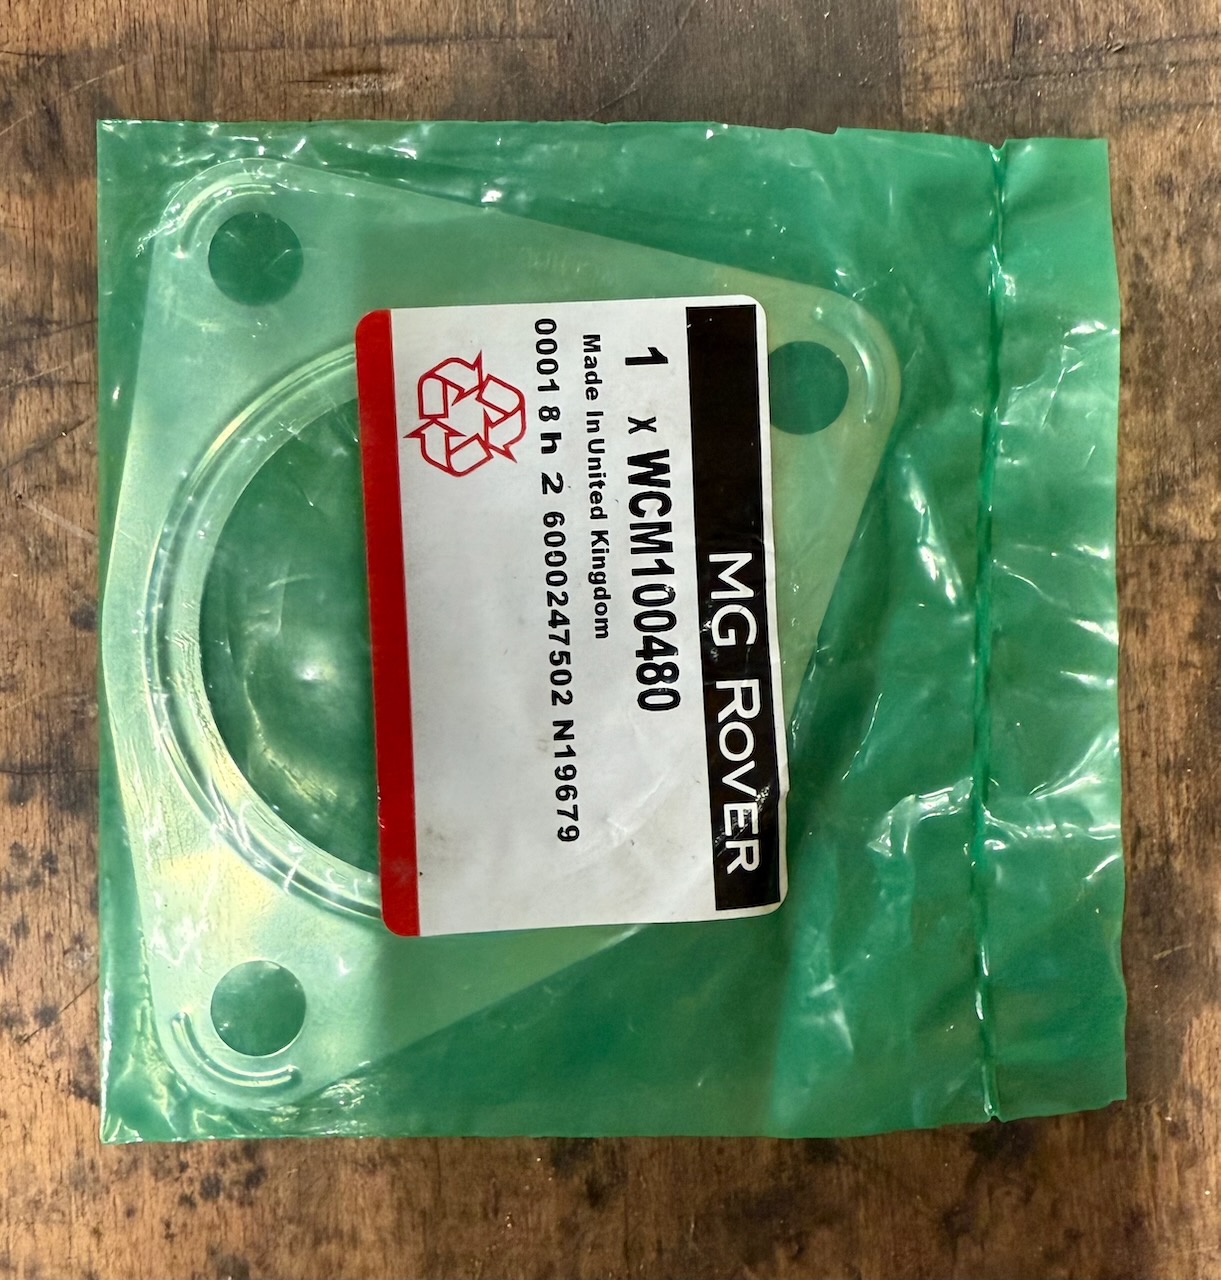 MG ROVER
1 x WCM100480
Made In United Kingdom
0001 8 h 2 6000247502 N19679